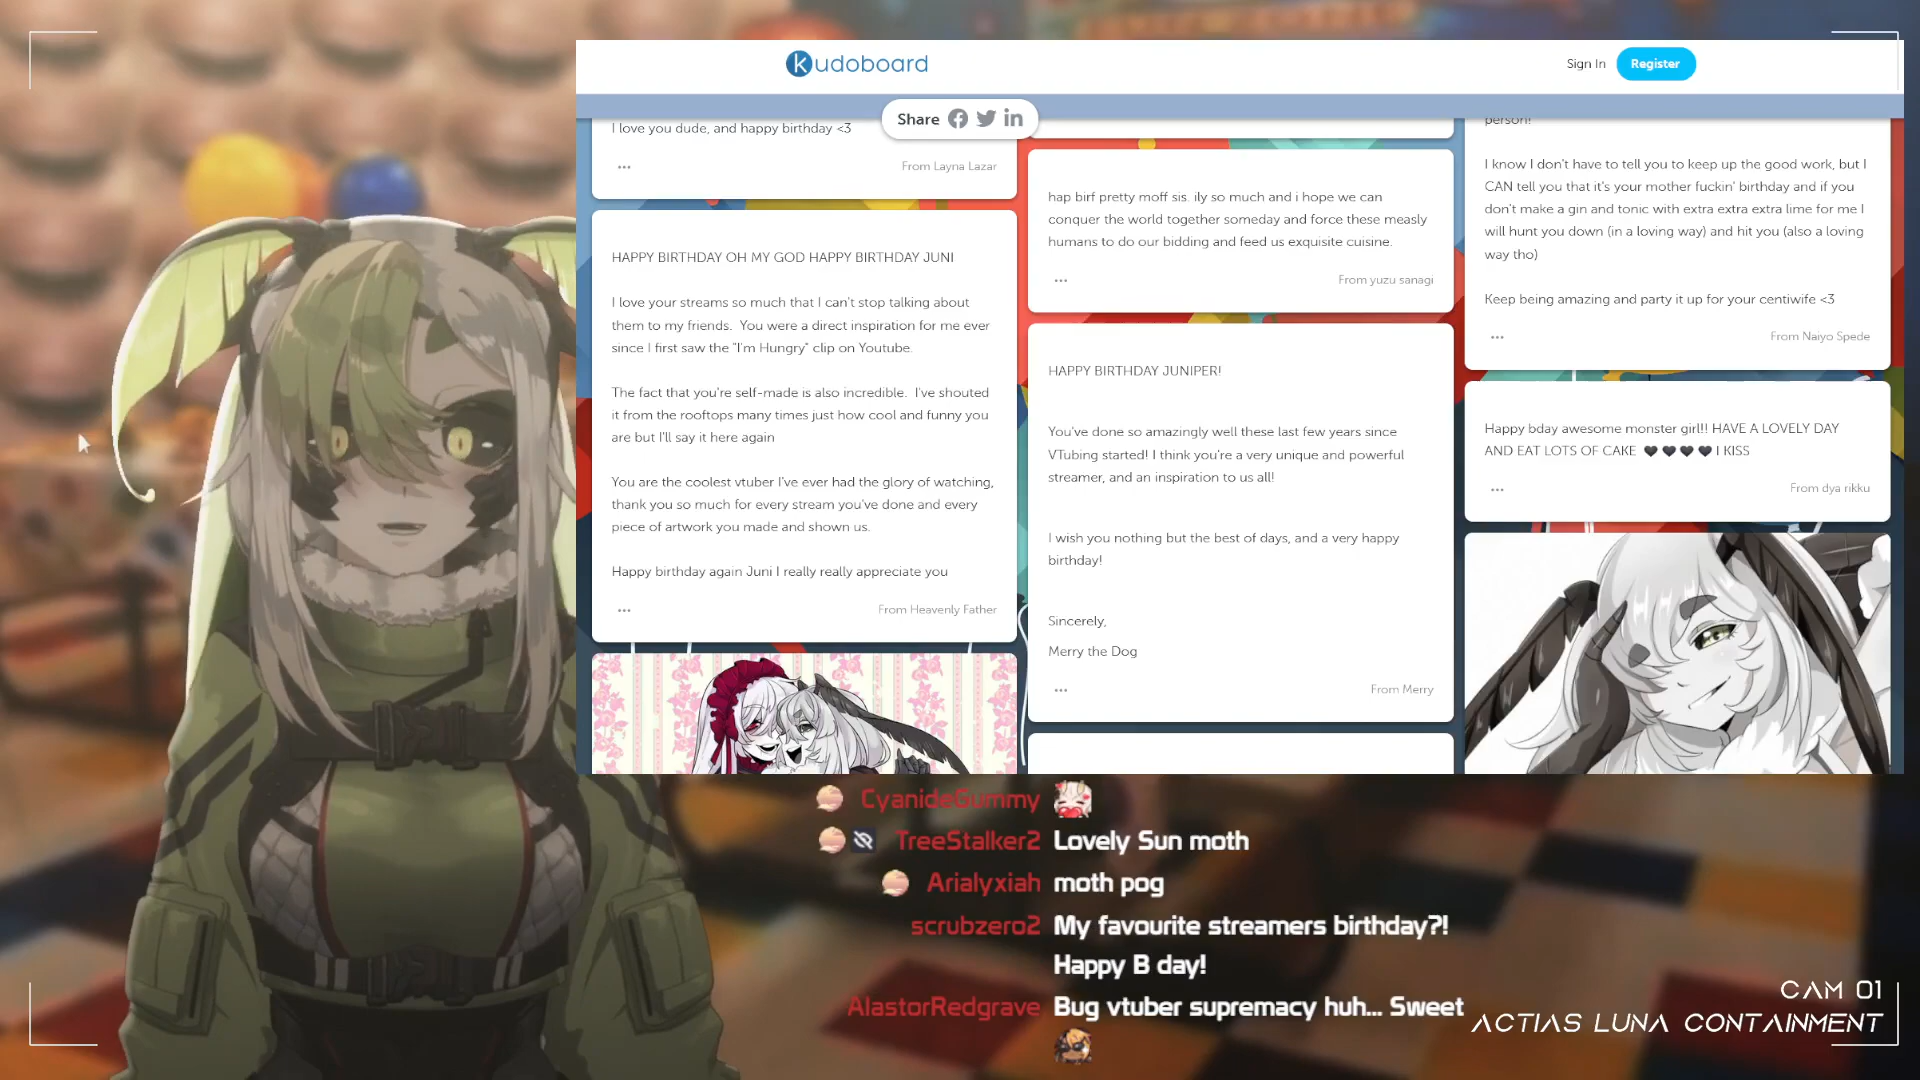 kudoboard
Sign In
Register
Share
I love you dude, and happy birthday <3
...
From Layna Lazar
HAPPY BIRTHDAY OH MY GOD HAPPY BIRTHDAY JUNI
I love your streams so much that I can't stop talking about
them to my friends.  You were a direct inspiration for me ever
since I first saw the "I'm Hungry" clip on Youtube.
The fact that you're self-made is also incredible.  I've shouted
it from the rooftops many times just how cool and funny you
are but I'll say it here again
You are the coolest vtuber I've ever had the glory of watching,
thank you so much for every stream you've done and every
piece of artwork you made and shown us.
Happy birthday again Juni I really really appreciate you
...
From Heavenly Father
hap birf pretty moff sis. ily so much and i hope we can
conquer the world together someday and force these measly
humans to do our bidding and feed us exquisite cuisine.
...
From yuzu sanagi
HAPPY BIRTHDAY JUNIPER!
You've done so amazingly well these last few years since
VTubing started! I think you're a very unique and powerful
streamer, and an inspiration to us all!
I wish you nothing but the best of days, and a very happy
birthday!
Sincerely,
Merry the Dog
...
From Merry
person!
I know I don't have to tell you to keep up the good work, but I
CAN tell you that it's your mother fuckin' birthday and if you
don't make a gin and tonic with extra extra extra lime for me I
will hunt you down (in a loving way) and hit you (also a loving
way tho)
Keep being amazing and party it up for your centiwife <3
...
From Naiyo Spede
Happy bday awesome monster girl!! HAVE A LOVELY DAY
AND EAT LOTS OF CAKE 🖤🖤🖤🖤 I KISS
...
From dya rikku
CyanideGummy
TreeStalker2 Lovely Sun moth
Arialyxiah moth pog
scrubzero2 My favourite streamers birthday?!
Happy B day!
AlastorRedgrave Bug vtuber supremacy huh... Sweet
CAM 01
ACTIAS LUNA CONTAINMENT